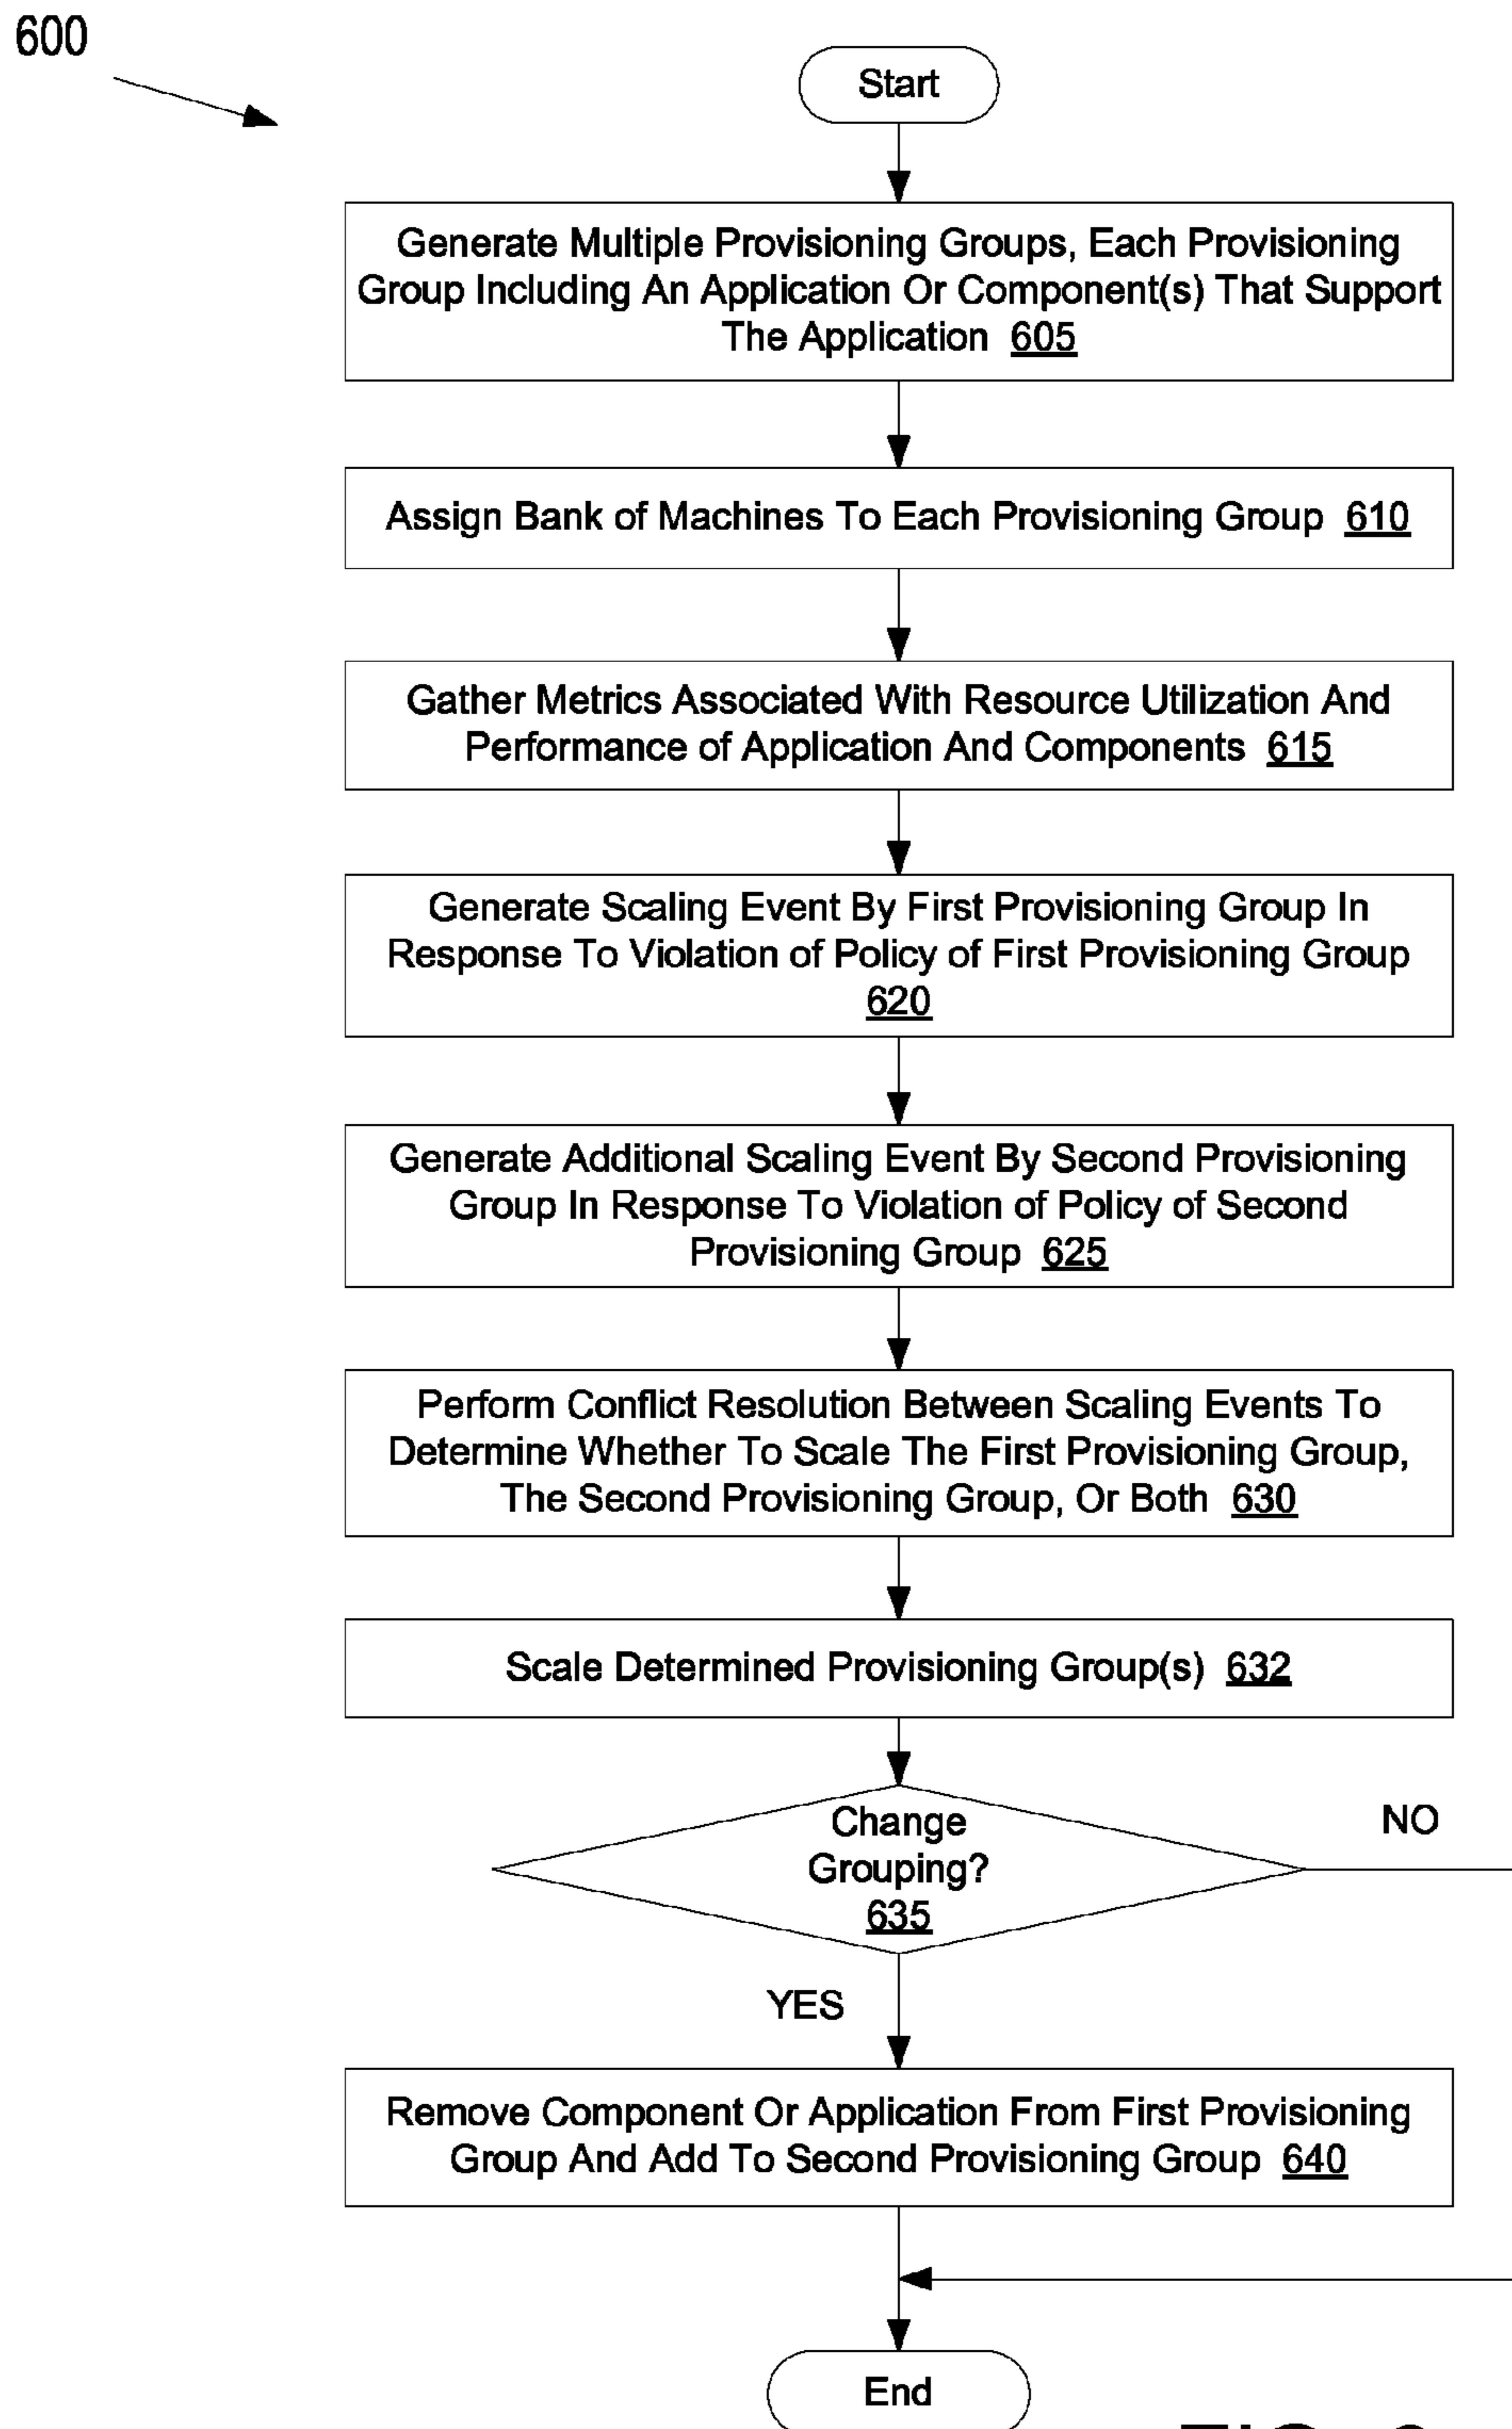 600
Start
Generate Multiple Provisioning Groups, Each Provisioning
Group Including An Application Or Component(s) That Support
The Application 605
Assign Bank of Machines To Each Provisioning Group 610
Gather Metrics Associated With Resource Utilization And
Performance of Application And Components 615
Generate Scaling Event By First Provisioning Group In
Response To Violation of Policy of First Provisioning Group
620
Generate Additional Scaling Event By Second Provisioning
Group In Response To Violation of Policy of Second
Provisioning Group 625
Perform Conflict Resolution Between Scaling Events To
Determine Whether To Scale The First Provisioning Group,
The Second Provisioning Group, Or Both 630
Scale Determined Provisioning Group(s) 632
Change
Grouping?
635
NO
YES
Remove Component Or Application From First Provisioning
Group And Add To Second Provisioning Group 640
End